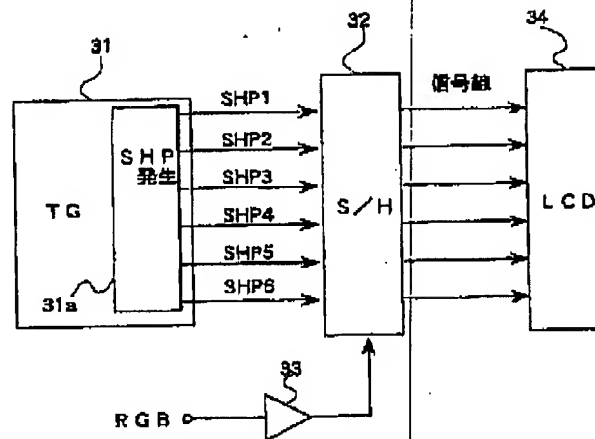 31
32
34
SHP1
信号組
SHP2
SHP
発生
SHP3
TG
S/H
LCD
SHP4
SHP5
31a
SHP6
33
RGB